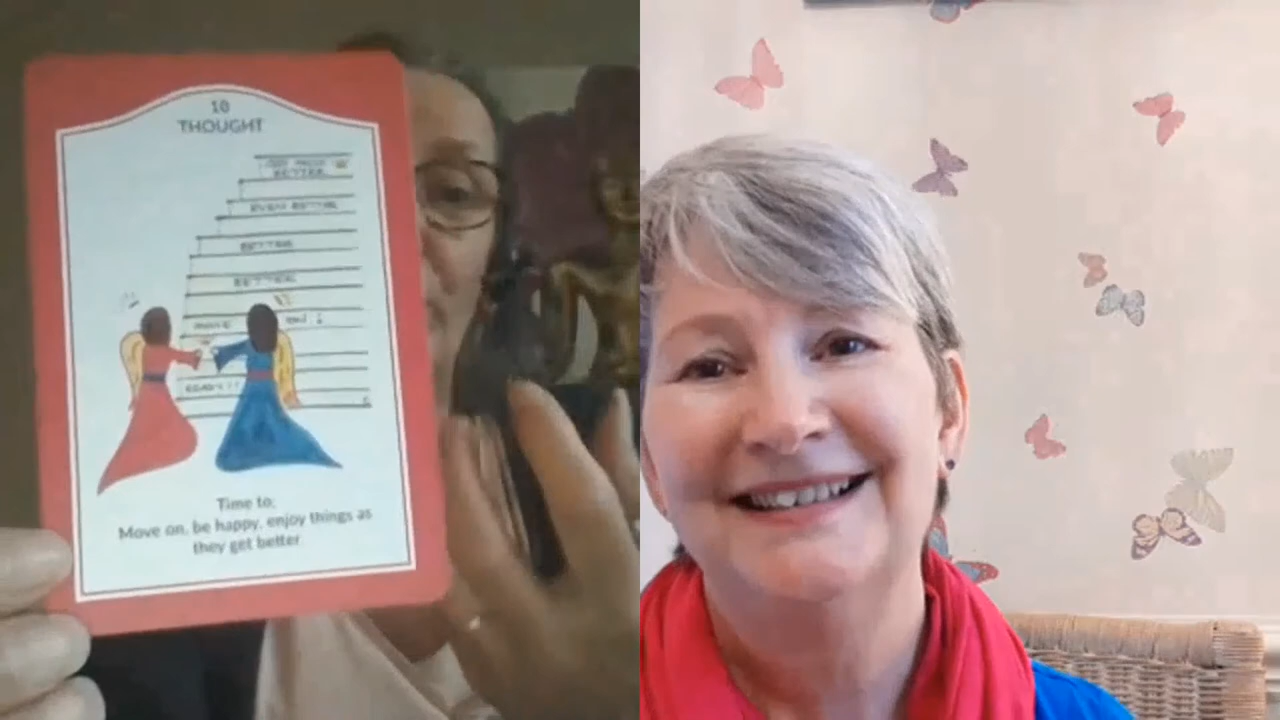 10
THOUGHT
BETTER
EVEN BETTER
BETTER
BETTER
Time to;
Move on, be happy, enjoy things as
they get better